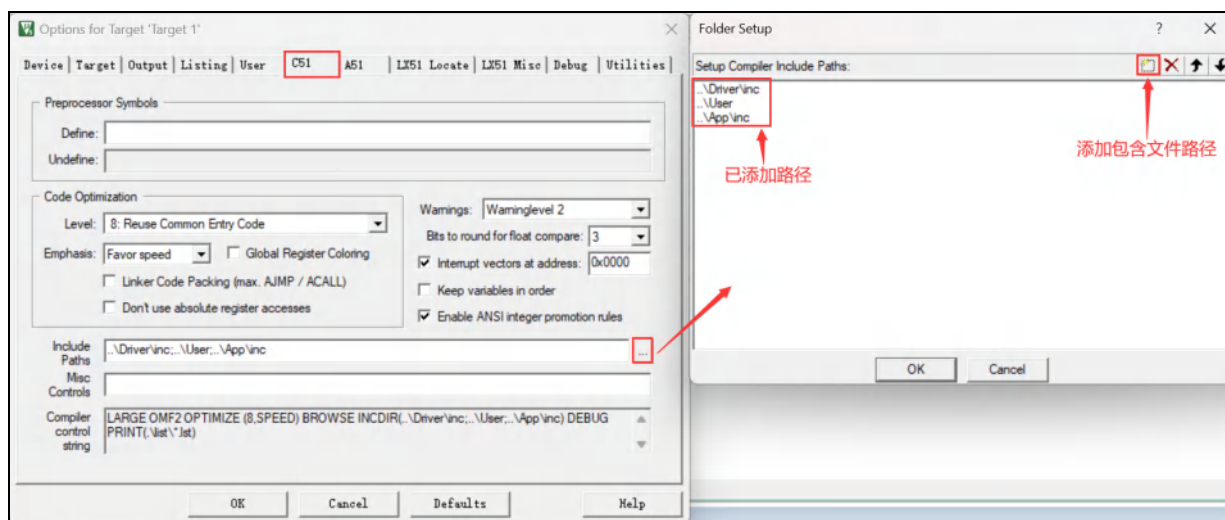 Options for Target 'Target 1'
Device | Target | Output | Listing | User C51 A51 | LX51 Locate | LX51 Misc | Debug | Utilities |
Preprocessor Symbols
Define:
Undefine:
Code Optimization
Level: 8: Reuse Common Entry Code
Emphasis: Favor speed Global Register Coloring
Linker Code Packing (max. AJMP / ACALL)
Don't use absolute register accesses
Warnings: Warninglevel 2
Bits to round for float compare: 3
Interrupt vectors at address: 0x0000
Keep variables in order
Enable ANSI integer promotion rules
Include Paths ..\Driver\inc;..\User;..\App\inc ...
Misc Controls
Compiler control string LARGE OMF2 OPTIMIZE (8,SPEED) BROWSE INCDIR(..\Driver\inc;..\User;..\App\inc) DEBUG
PRINT(.\list\*.lst)
OK Cancel Defaults Help
Folder Setup ?
Setup Compiler Include Paths:
..\Driver\inc
..\User
..\App\inc
已添加路径
添加包含文件路径
OK Cancel